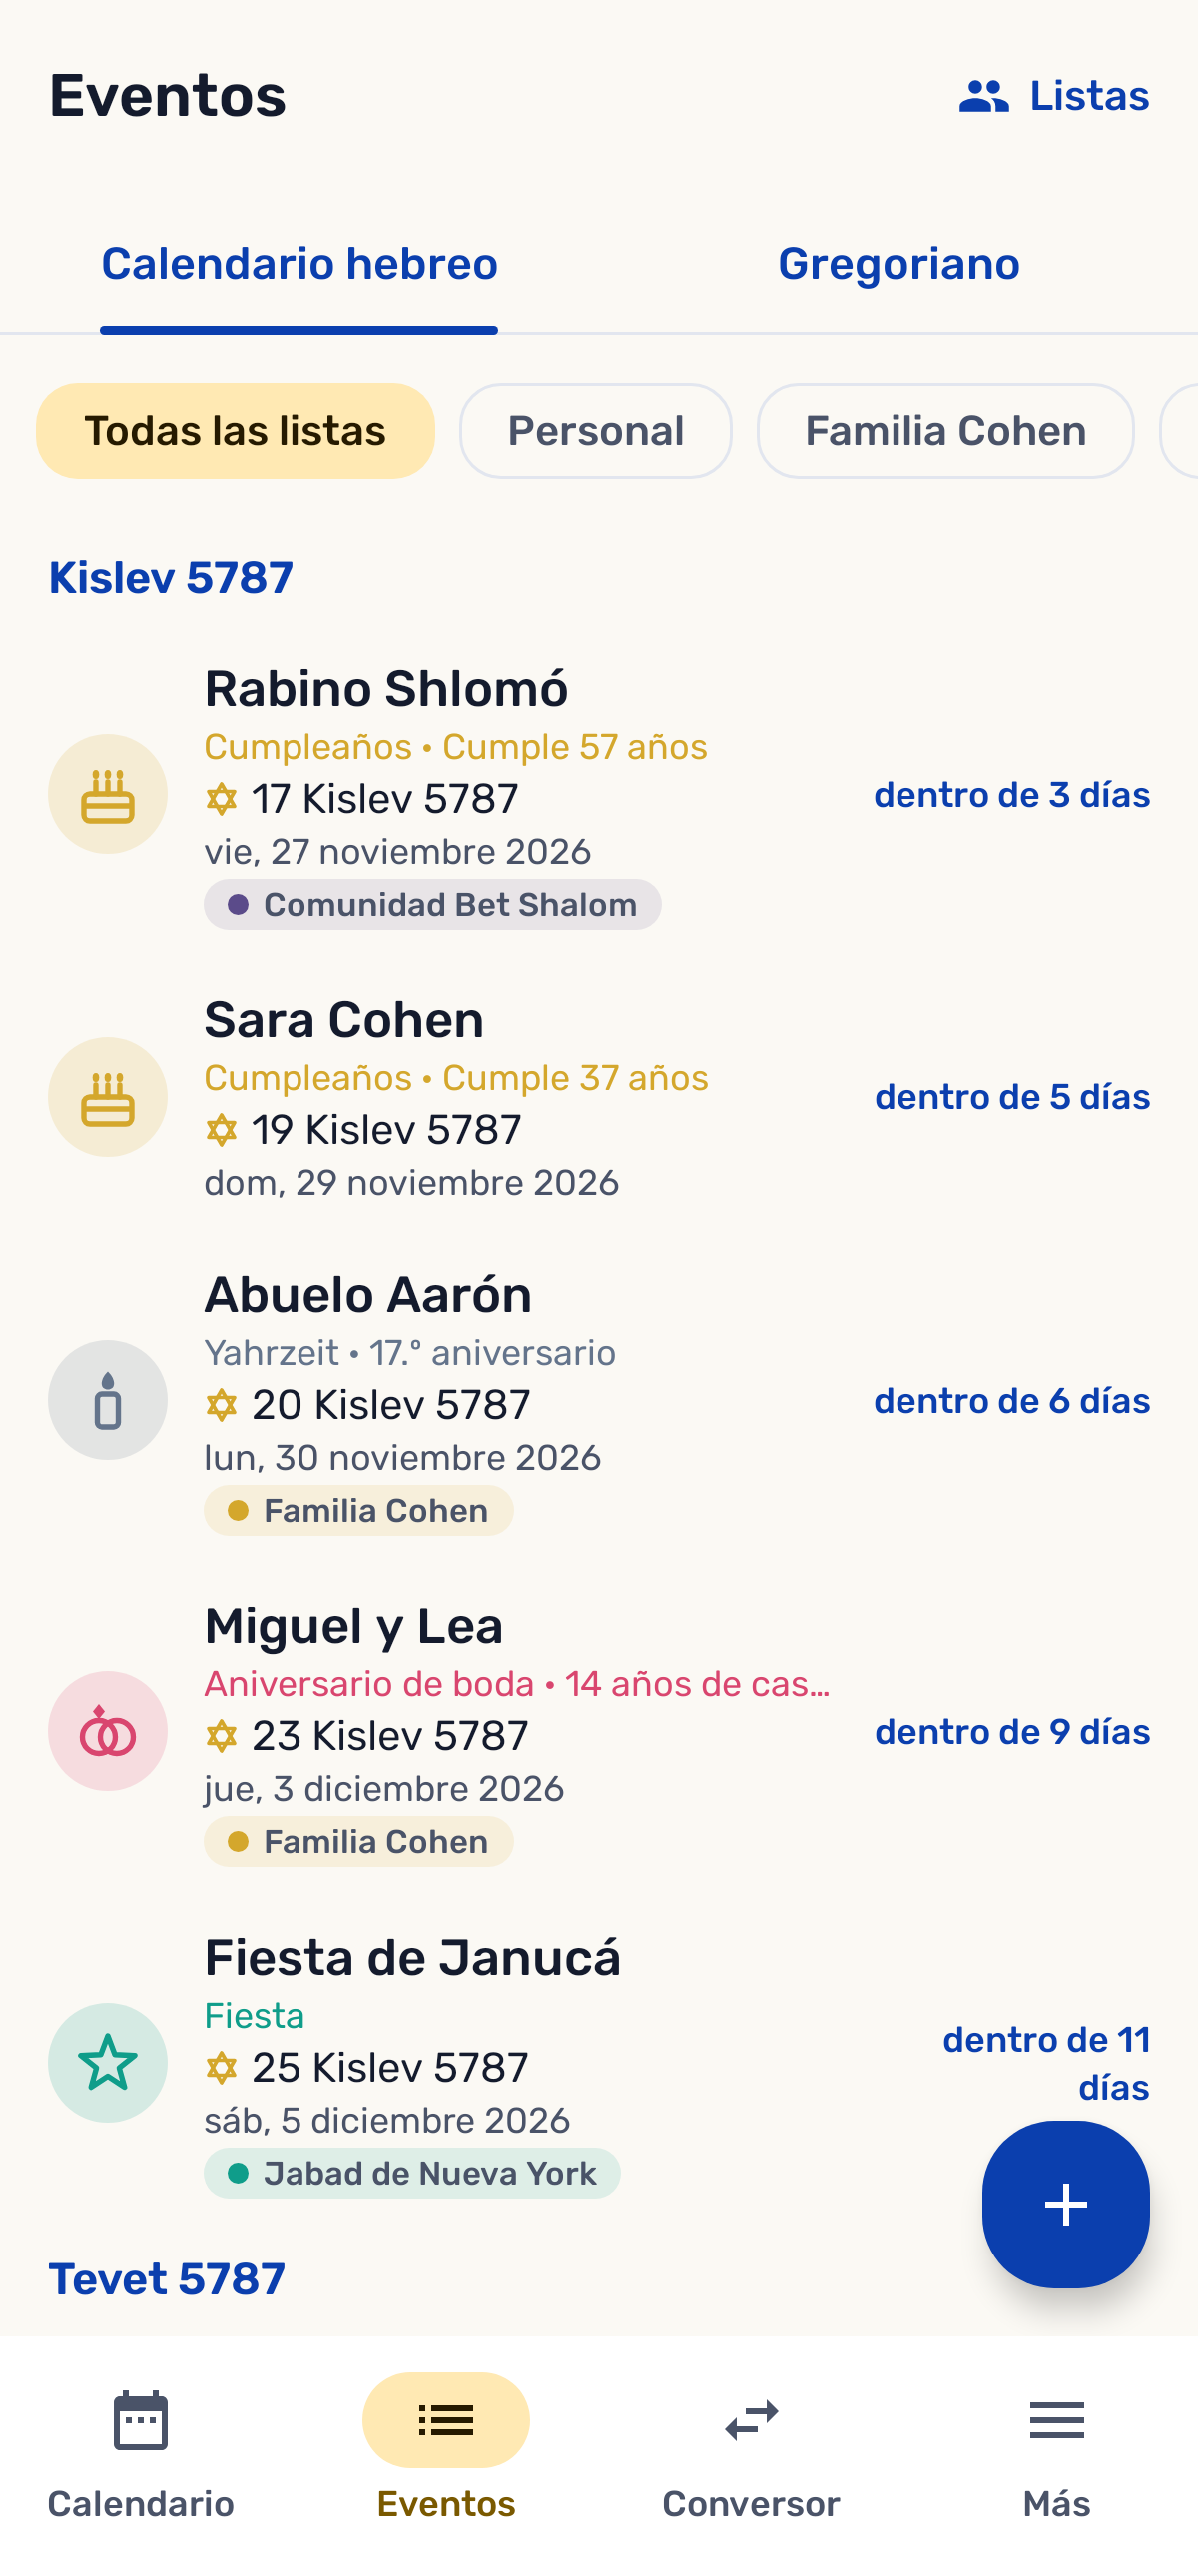 Eventos
Listas
Calendario hebreo
Gregoriano
Todas las listas
Personal
Familia Cohen
Kislev 5787
Rabino Shlomó
Cumpleaños • Cumple 57 años
17 Kislev 5787
vie, 27 noviembre 2026
Comunidad Bet Shalom
dentro de 3 días
Sara Cohen
Cumpleaños • Cumple 37 años
19 Kislev 5787
dom, 29 noviembre 2026
dentro de 5 días
Abuelo Aarón
Yahrzeit • 17.º aniversario
20 Kislev 5787
lun, 30 noviembre 2026
Familia Cohen
dentro de 6 días
Miguel y Lea
Aniversario de boda • 14 años de cas…
23 Kislev 5787
jue, 3 diciembre 2026
Familia Cohen
dentro de 9 días
Fiesta de Janucá
Fiesta
25 Kislev 5787
sáb, 5 diciembre 2026
Jabad de Nueva York
dentro de 11
días
Tevet 5787
Calendario
Eventos
Conversor
Más